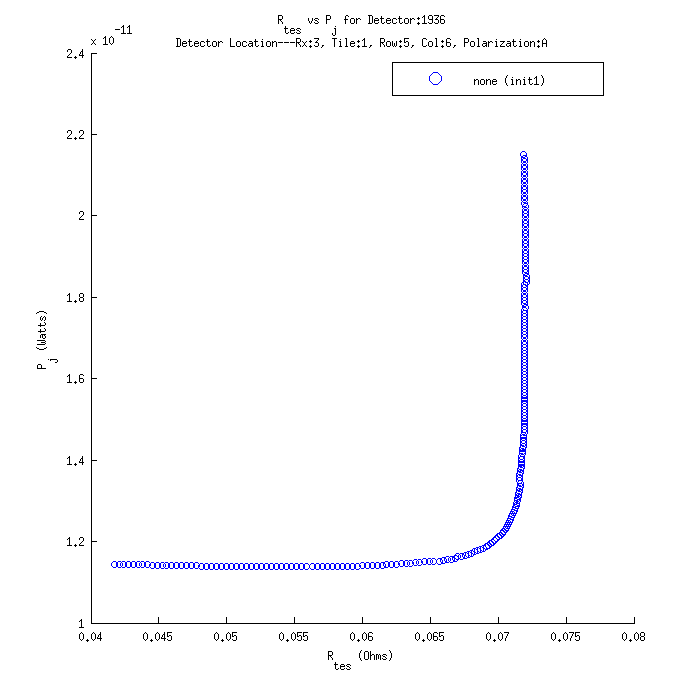 R_tes vs P_j for Detector:1936
Detector Location---Rx:3, Tile:1, Row:5, Col:6, Polarization:A
x 10^-11
none (init1)
2.4
2.2
2
1.8
1.6
1.4
1.2
1
P_j (Watts)
0.04 0.045 0.05 0.055 0.06 0.065 0.07 0.075 0.08
R_tes (Ohms)